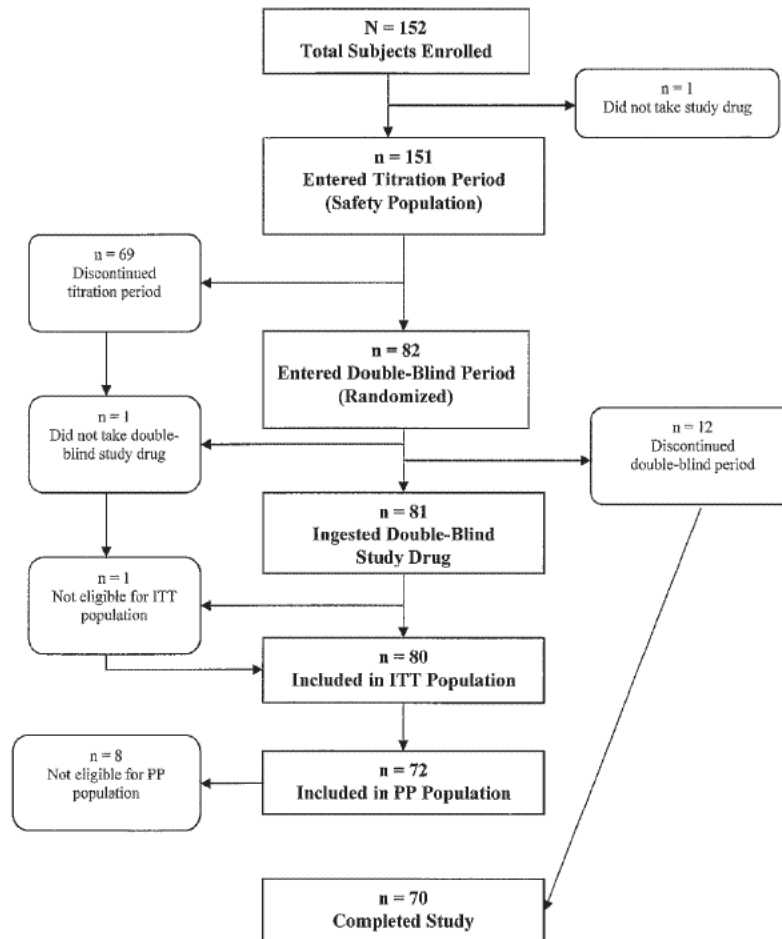 N = 152
Total Subjects Enrolled
n = 1
Did not take study drug
n = 151
Entered Titration Period
(Safety Population)
n = 69
Discontinued
titration period
n = 82
Entered Double-Blind Period
(Randomized)
n = 1
Did not take double-
blind study drug
n = 12
Discontinued
double-blind period
n = 81
Ingested Double-Blind
Study Drug
n = 1
Not eligible for ITT
population
n = 80
Included in ITT Population
n = 8
Not eligible for PP
population
n = 72
Included in PP Population
n = 70
Completed Study